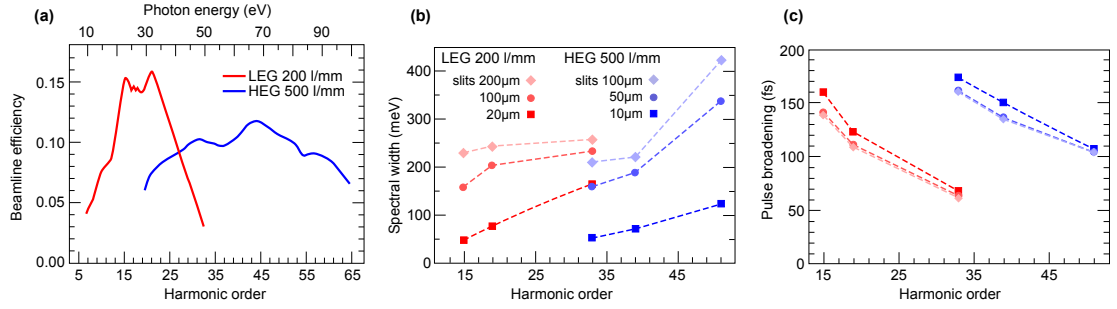 (a)
Photon energy (eV)
10 30 50 70 90
Beamline efficiency
0.15
0.10
0.05
0.00
LEG 200 l/mm
HEG 500 l/mm
5 15 25 35 45 55 65
Harmonic order
(b)
Spectral width (meV)
400
300
200
100
0
LEG 200 l/mm HEG 500 l/mm
slits 200µm slits 100µm
100µm 50µm
20µm 10µm
15 25 35 45
Harmonic order
(c)
Pulse broadening (fs)
200
150
100
50
0
15 25 35 45
Harmonic order